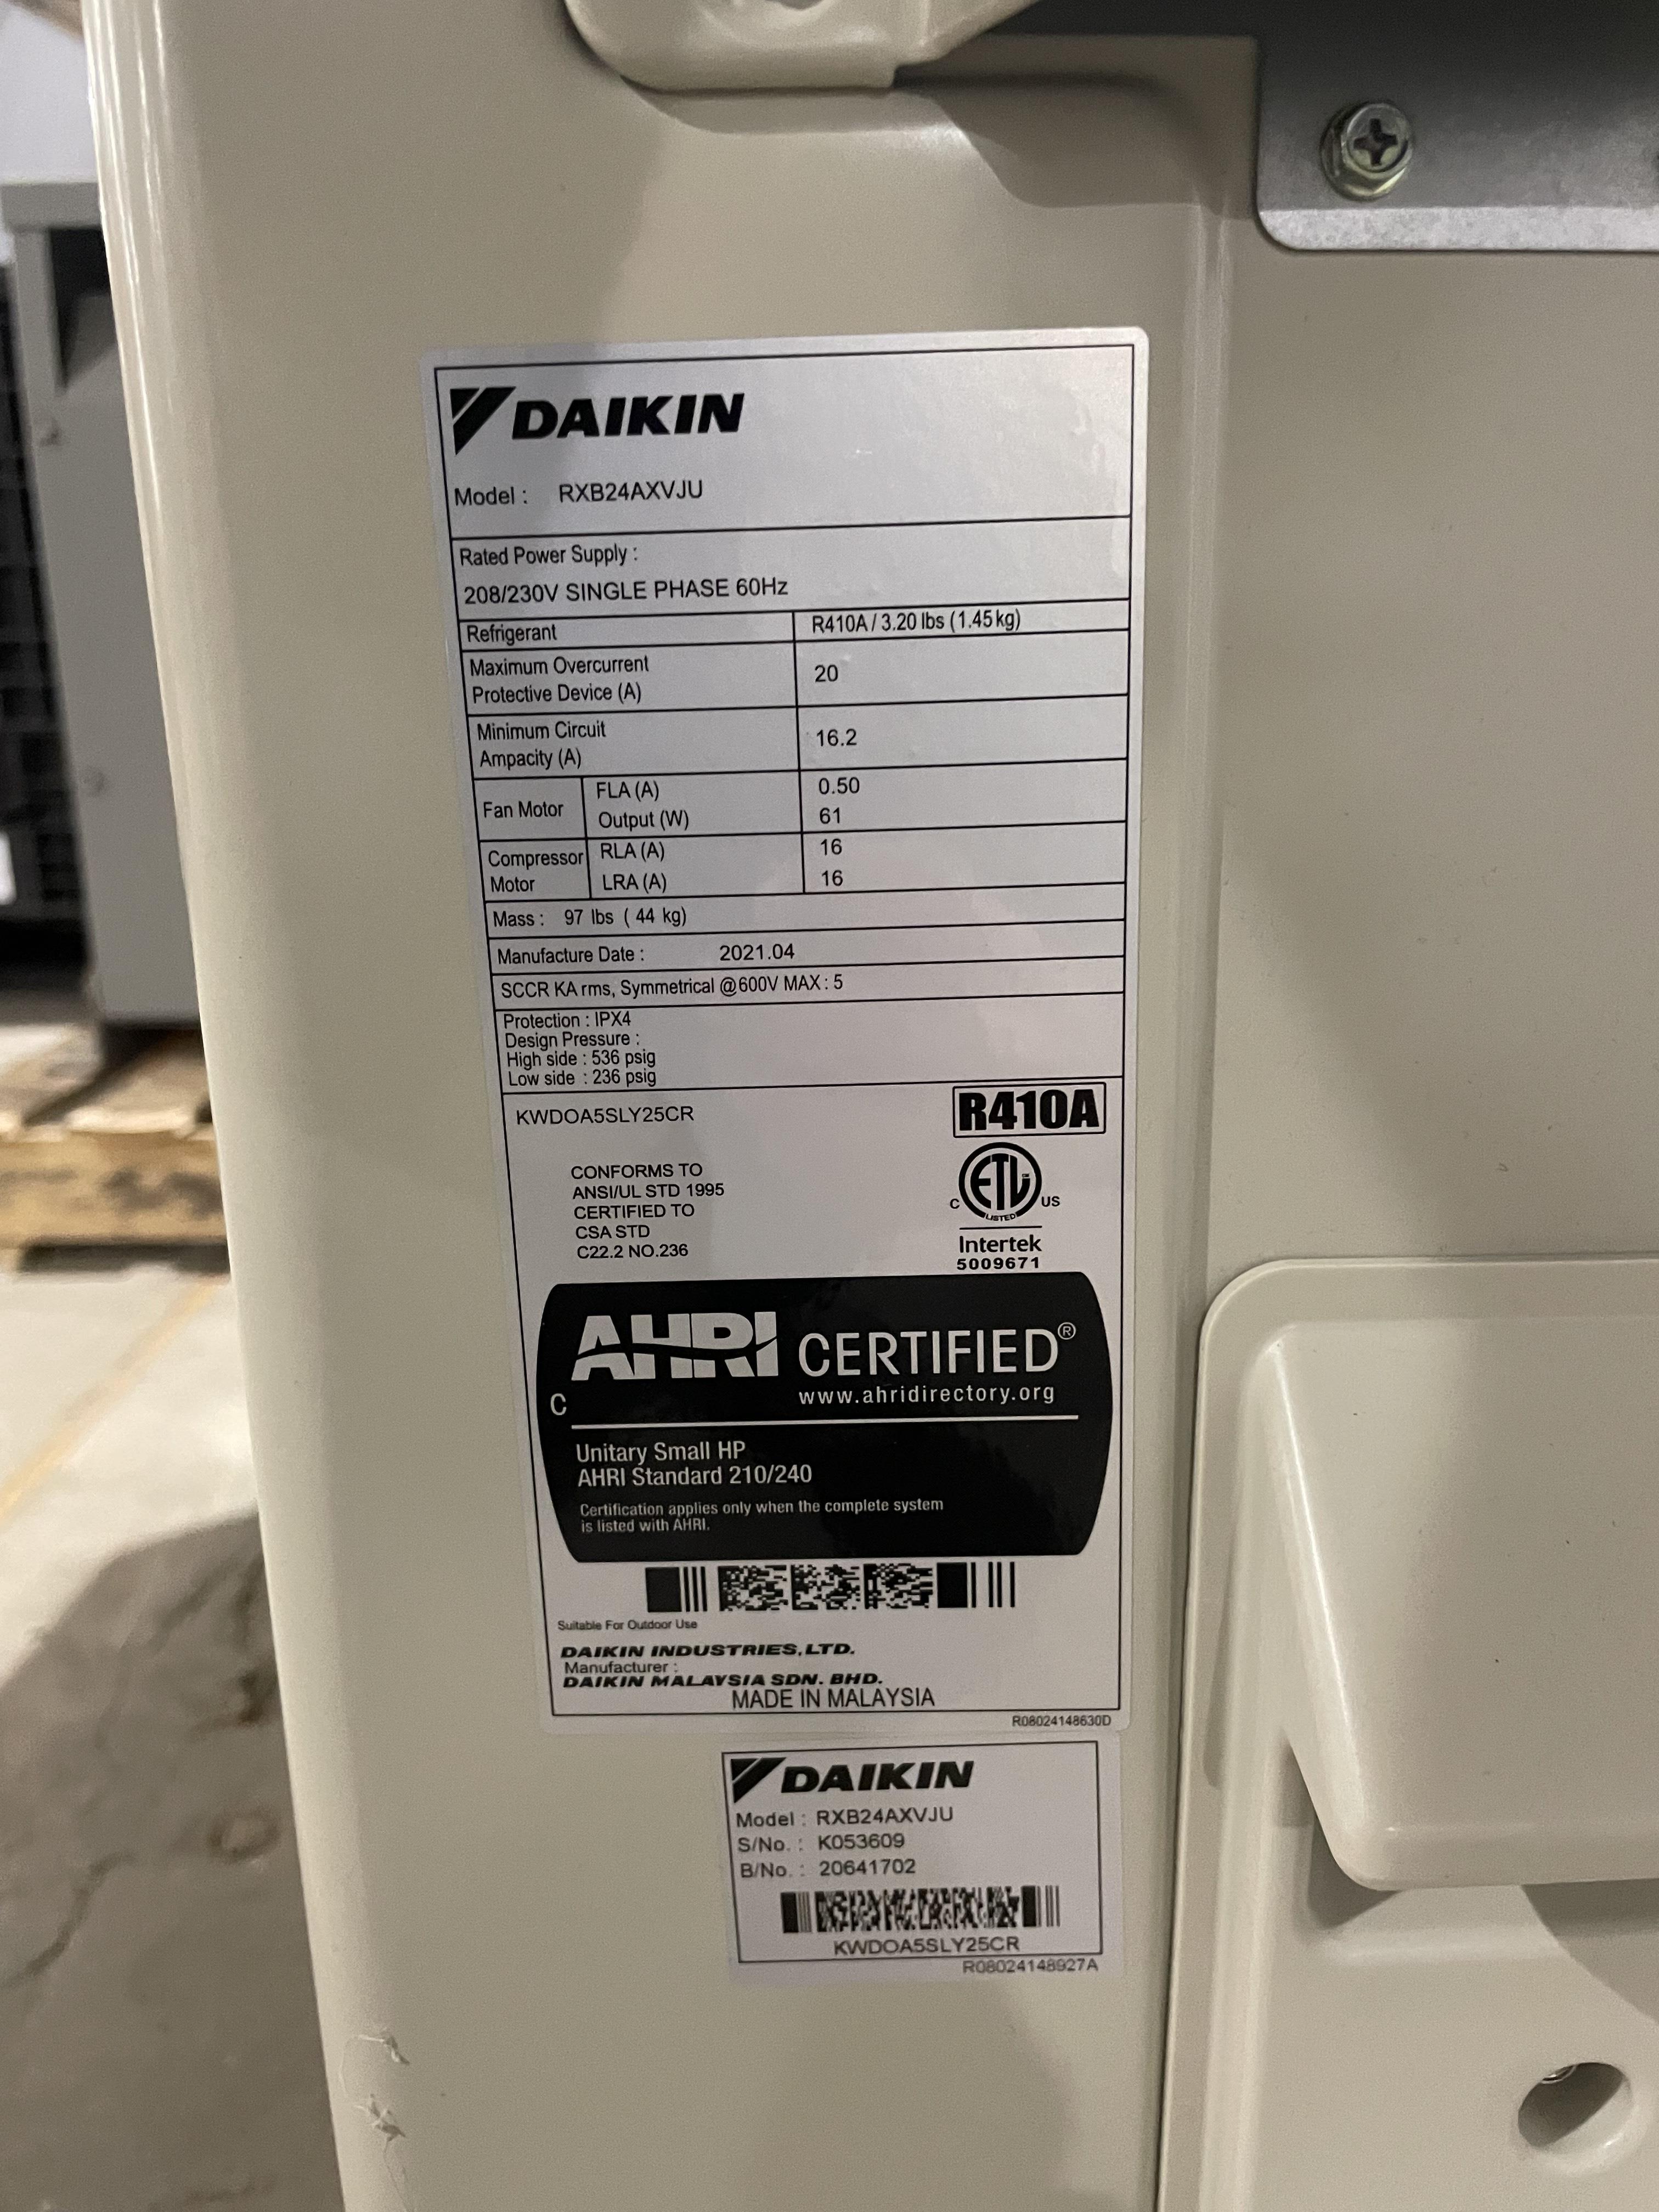 DAIKIN
Model : RXB24AXVJU
Rated Power Supply :
208/230V SINGLE PHASE 60Hz
Refrigerant R410A / 3.20 lbs (1.45 kg)
Maximum Overcurrent
Protective Device (A) 20
Minimum Circuit
Ampacity (A) 16.2
Fan Motor FLA (A) 0.50
Output (W) 61
Compressor RLA (A) 16
Motor LRA (A) 16
Mass : 97 lbs ( 44 kg)
Manufacture Date : 2021.04
SCCR KA rms, Symmetrical @600V MAX : 5
Protection : IPX4
Design Pressure :
High side : 536 psig
Low side : 236 psig
KWDOA5SLY25CR R410A
CONFORMS TO
ANSI/UL STD 1995
CERTIFIED TO
CSA STD
C22.2 NO.236
ETL
C US
LISTED
Intertek
5009671
AHRI CERTIFIED®
www.ahridirectory.org
C
Unitary Small HP
AHRI Standard 210/240
Certification applies only when the complete system
is listed with AHRI.
Suitable For Outdoor Use
DAIKIN INDUSTRIES,LTD.
Manufacturer :
DAIKIN MALAYSIA SDN. BHD.
MADE IN MALAYSIA
R08024148630D
DAIKIN
Model : RXB24AXVJU
S/No. : K053609
B/No. : 20641702
KWDOA5SLY25CR
R08024148927A